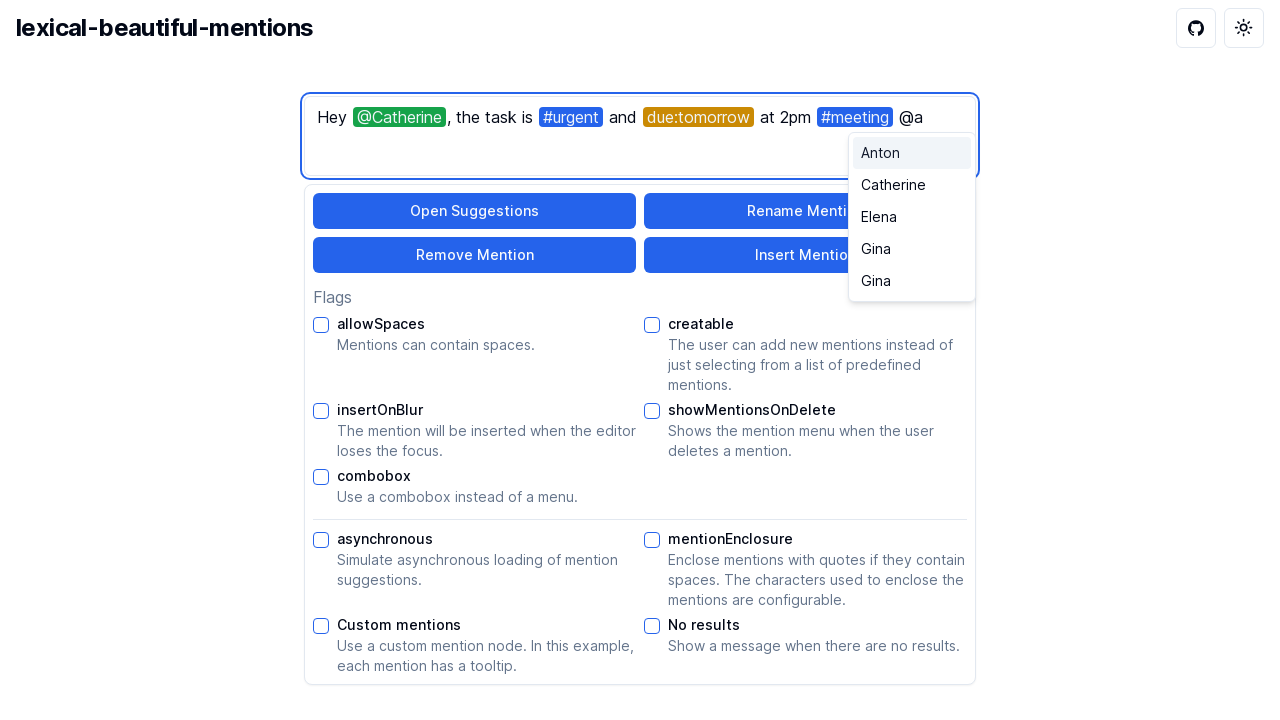 lexical-beautiful-mentions
Hey @Catherine, the task is #urgent and due:tomorrow at 2pm #meeting @a
Anton
Catherine
Elena
Gina
Gina
Open Suggestions
Rename Menti
Remove Mention
Insert Mentio
Flags
allowSpaces
Mentions can contain spaces.
creatable
The user can add new mentions instead of
just selecting from a list of predefined
mentions.
insertOnBlur
The mention will be inserted when the editor
loses the focus.
showMentionsOnDelete
Shows the mention menu when the user
deletes a mention.
combobox
Use a combobox instead of a menu.
asynchronous
Simulate asynchronous loading of mention
suggestions.
mentionEnclosure
Enclose mentions with quotes if they contain
spaces. The characters used to enclose the
mentions are configurable.
Custom mentions
Use a custom mention node. In this example,
each mention has a tooltip.
No results
Show a message when there are no results.